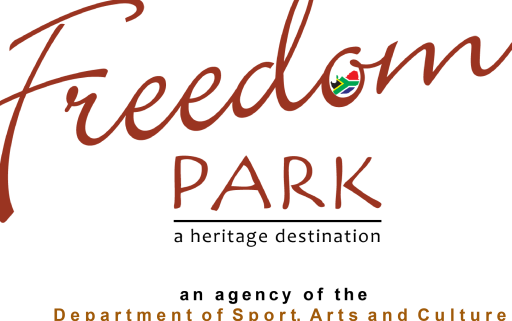 Freedom
PARK
a heritage destination
an agency of the
Department of Sport, Arts and Culture